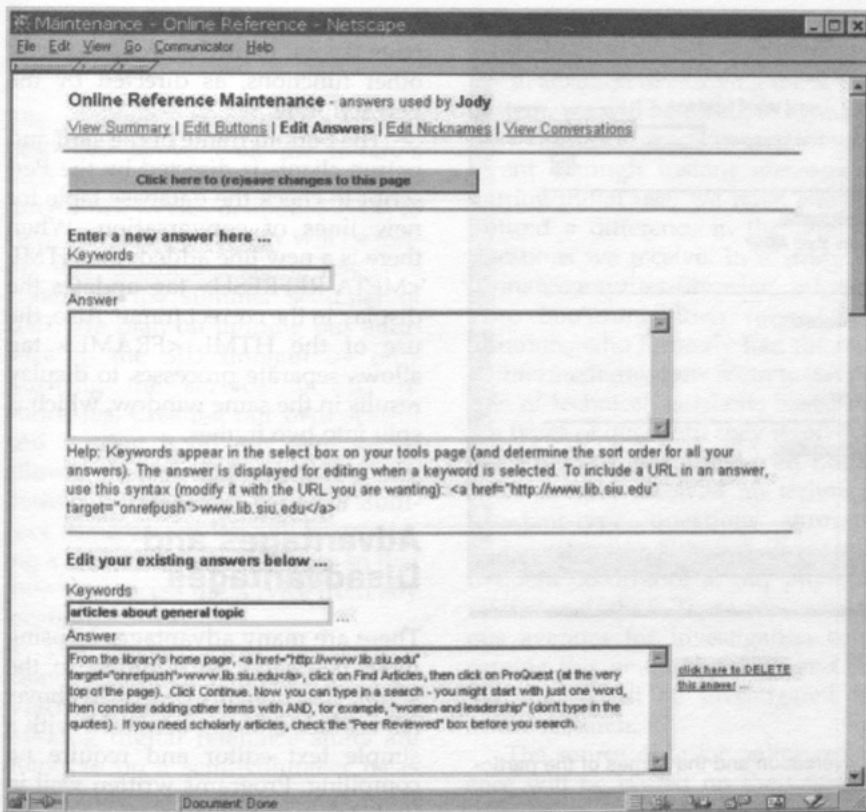 Maintenance - Online Reference - Netscape
File Edit View Go Communicator Help
other functions, as directed by the
Online Reference Maintenance - answers used by Jody
View Summary | Edit Buttons | Edit Answers | Edit Nicknames | View Conversations
Click here to (re)save changes to this page
Enter a new answer here ...
Keywords
Answer
Help: Keywords appear in the select box on your tools page (and determine the sort order for all your
answers). The answer is displayed for editing when a keyword is selected. To include a URL in an answer,
use this syntax (modify it with the URL you are wanting): <a href="http://www.lib.siu.edu"
target="onrefpush">www.lib.siu.edu</a>
Edit your existing answers below ...
Keywords
articles about general topic ...
Answer
From the library's home page, <a href="http://www.lib.siu.edu"
target="onrefpush">www.lib.siu.edu</a>, click on Find Articles, then click on ProQuest (at the very
top of the page). Click Continue. Now you can type in a search - you might start with just one word,
then consider adding other terms with AND, for example, "women and leadership" (don't type in the
quotes). If you need scholarly articles, check the "Peer Reviewed" box before you search.
click here to DELETE
this answer
Document: Done